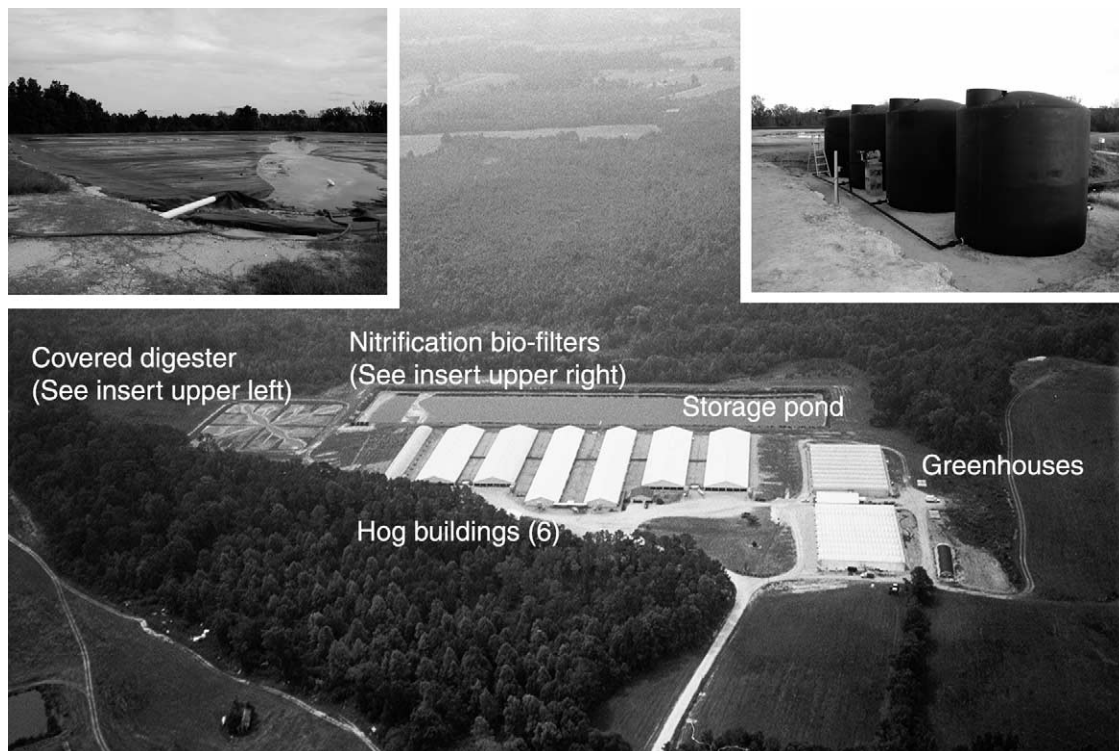 Covered digester
(See insert upper left)
Nitrification bio-filters
(See insert upper right)
Storage pond
Greenhouses
Hog buildings (6)